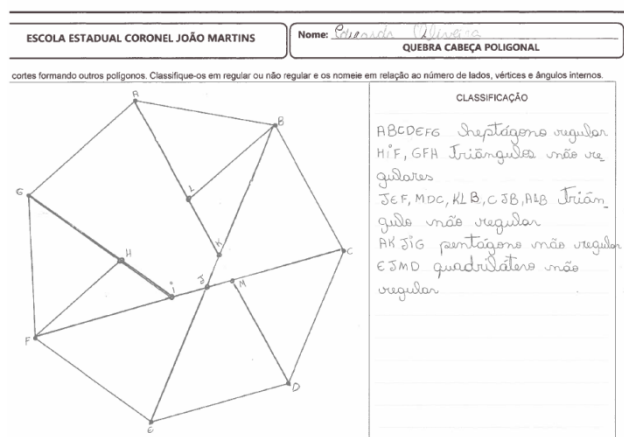 ESCOLA ESTADUAL CORONEL JOÃO MARTINS
Nome: Eduarda Oliveira
QUEBRA CABEÇA POLIGONAL
cortes formando outros polígonos. Classifique-os em regular ou não regular e os nomeie em relação ao número de lados, vértices e ângulos internos.
CLASSIFICAÇÃO
ABCDEFG heptágono regular
HiF, GFH triângulos não re
gulares
JEF, MDC, KLB, CJB, ALB triân_
gulo não regular
AKJiG pentágono não regular
EJMD quadrilátero não
regular
A
B
G
L
K
C
H
J
M
i
F
D
E